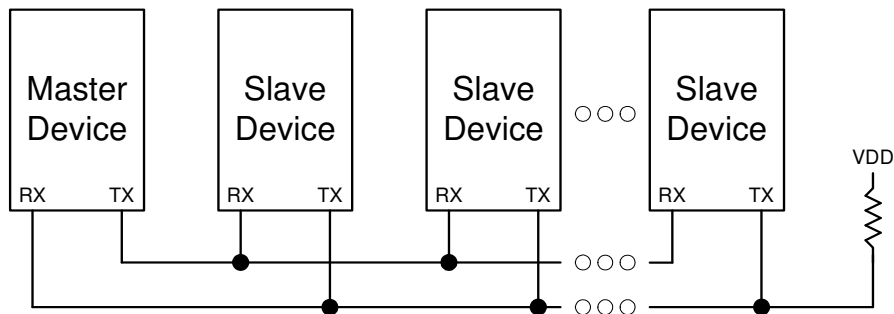 Master
Device
Slave
Device
Slave
Device
Slave
Device
VDD
RX TX
RX TX
RX TX
RX TX